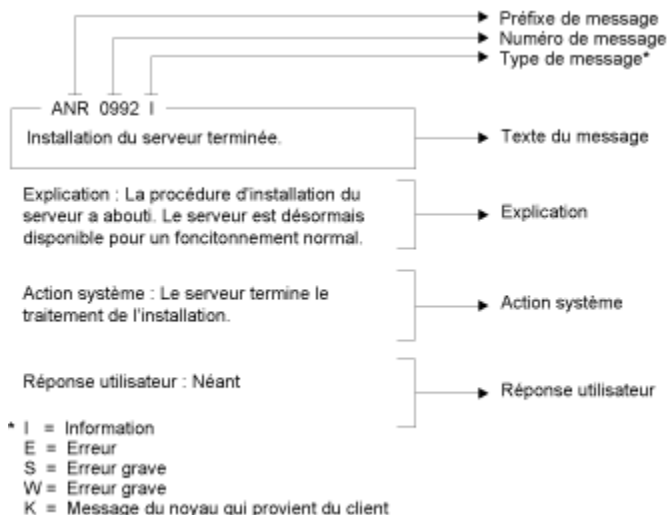 Préfixe de message
Numéro de message
Type de message*
ANR 0992 I
Installation du serveur terminée.
Texte du message
Explication : La procédure d'installation du
serveur a abouti. Le serveur est désormais
disponible pour un foncitonnement normal.
Explication
Action système : Le serveur termine le
traitement de l'installation.
Action système
Réponse utilisateur : Néant
Réponse utilisateur
* I = Information
E = Erreur
S = Erreur grave
W = Erreur grave
K = Message du noyau qui provient du client